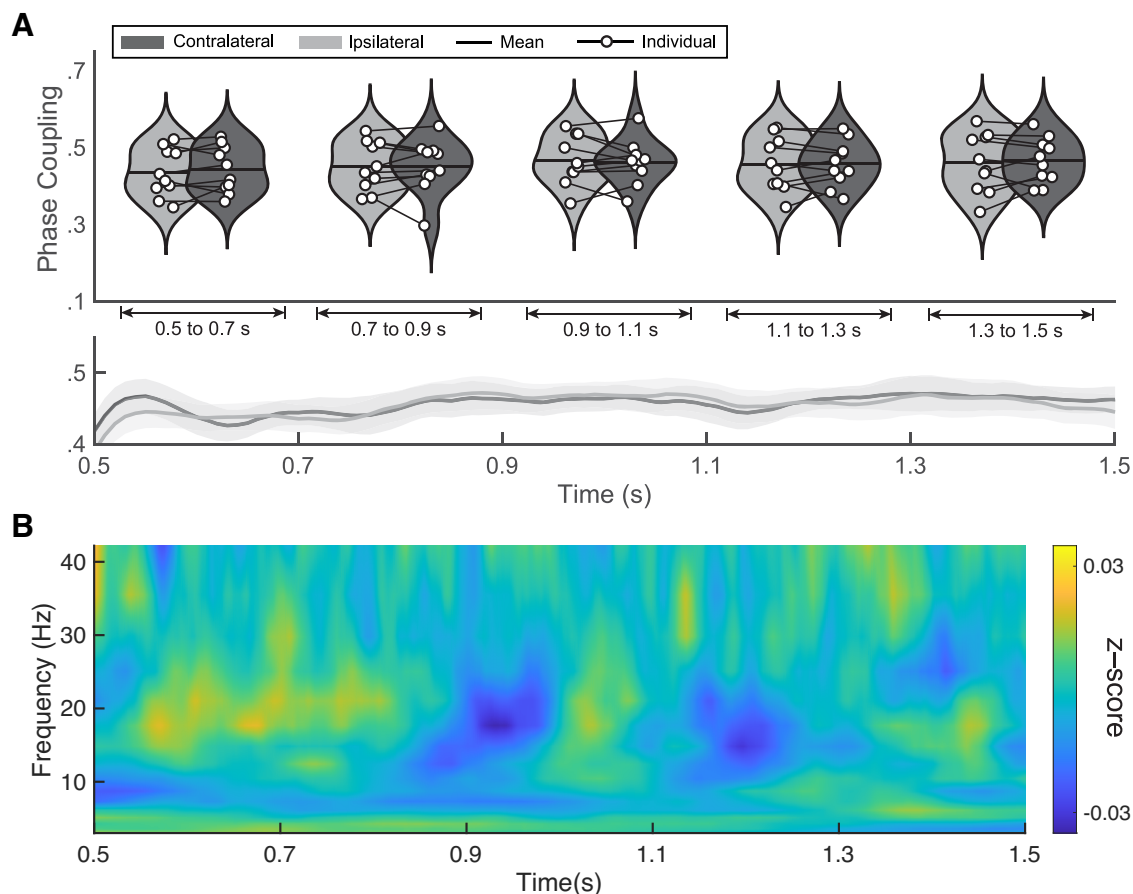 A
Contralateral Ipsilateral Mean Individual
Phase Coupling
.7
.5
.3
.1
0.5 to 0.7 s 0.7 to 0.9 s 0.9 to 1.1 s 1.1 to 1.3 s 1.3 to 1.5 s
.5
.4
0.5 0.7 0.9 1.1 1.3 1.5
Time (s)
B
Frequency (Hz)
40
30
20
10
0.5 0.7 0.9 1.1 1.3 1.5
Time(s)
0.03
z–score
-0.03